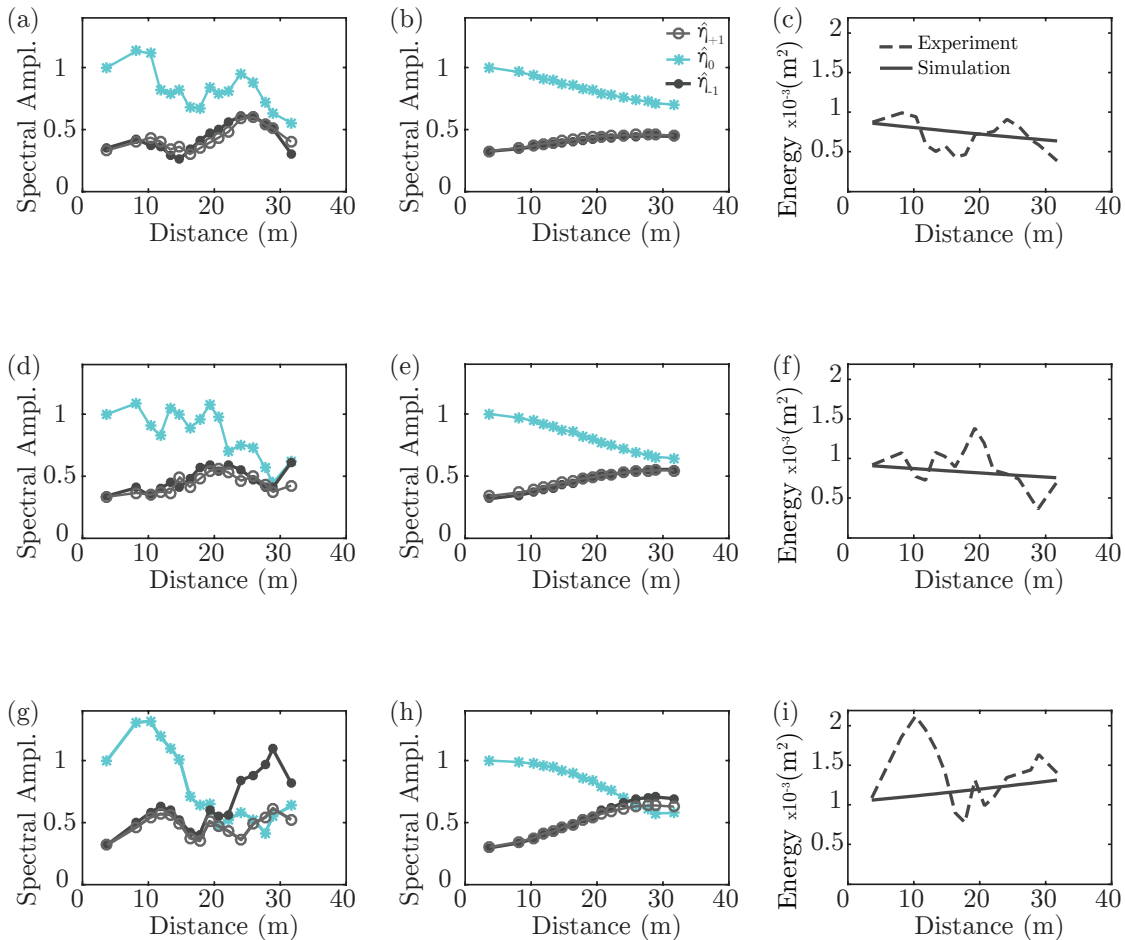 (a)
Spectral Ampl.
1
0.5
0
0 10 20 30 40
Distance (m)
(b)
Spectral Ampl.
1
0.5
0
0 10 20 30 40
Distance (m)
η̂+1
η̂0
η̂-1
(c)
Energy x10⁻³(m²)
2
1.5
1
0.5
0 10 20 30 40
Distance (m)
Experiment
Simulation
(d)
Spectral Ampl.
1
0.5
0
0 10 20 30 40
Distance (m)
(e)
Spectral Ampl.
1
0.5
0
0 10 20 30 40
Distance (m)
(f)
Energy x10⁻³(m²)
2
1.5
1
0.5
0 10 20 30 40
Distance (m)
(g)
Spectral Ampl.
1
0.5
0
0 10 20 30 40
Distance (m)
(h)
Spectral Ampl.
1
0.5
0
0 10 20 30 40
Distance (m)
(i)
Energy x10⁻³(m²)
2
1.5
1
0.5
0 10 20 30 40
Distance (m)